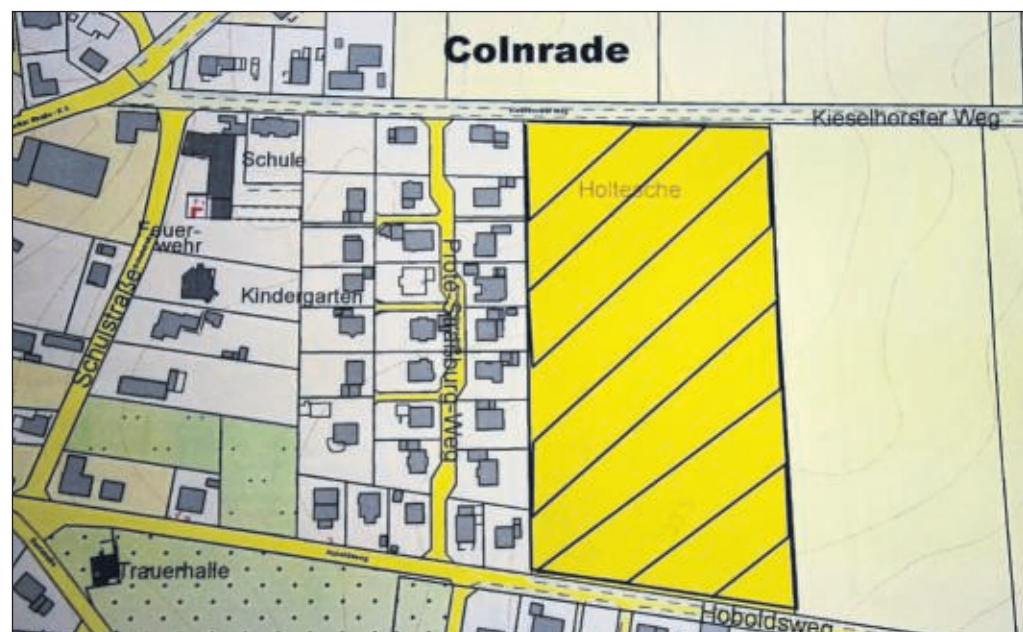 Colnrade
Kieselhorster Weg
Holtesche
Schule
Feuer-
wehr
Kindergarten
Schulstraße
Trauerhalle
Hoboldsweg